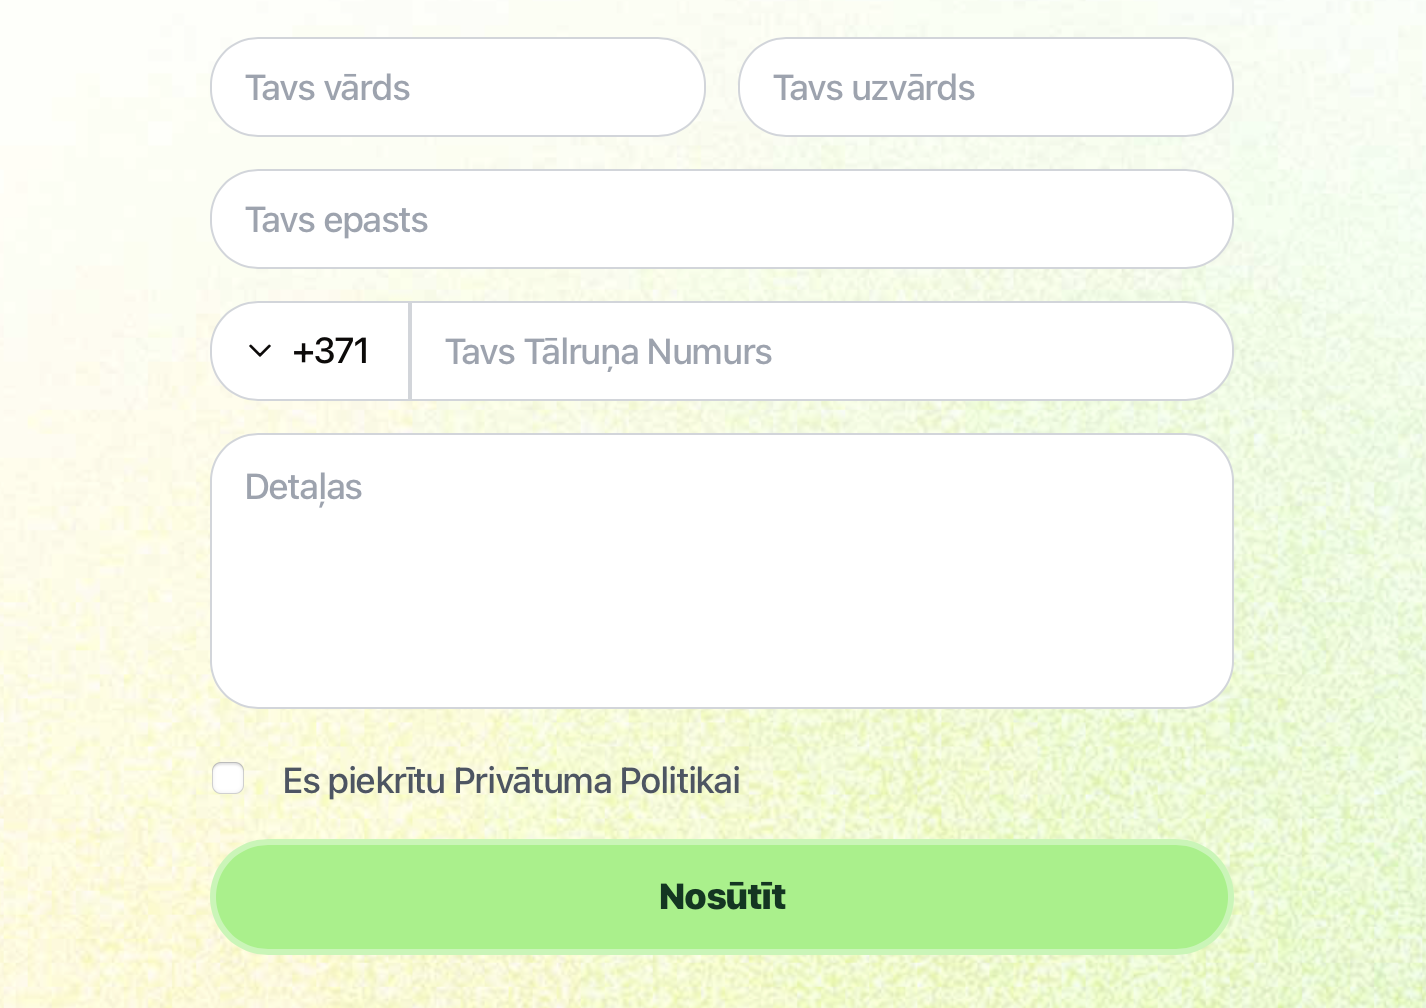 Tavs vārds
Tavs uzvārds
Tavs epasts
+371
Tavs Tālruņa Numurs
Detaļas
Es piekrītu Privātuma Politikai
Nosūtīt